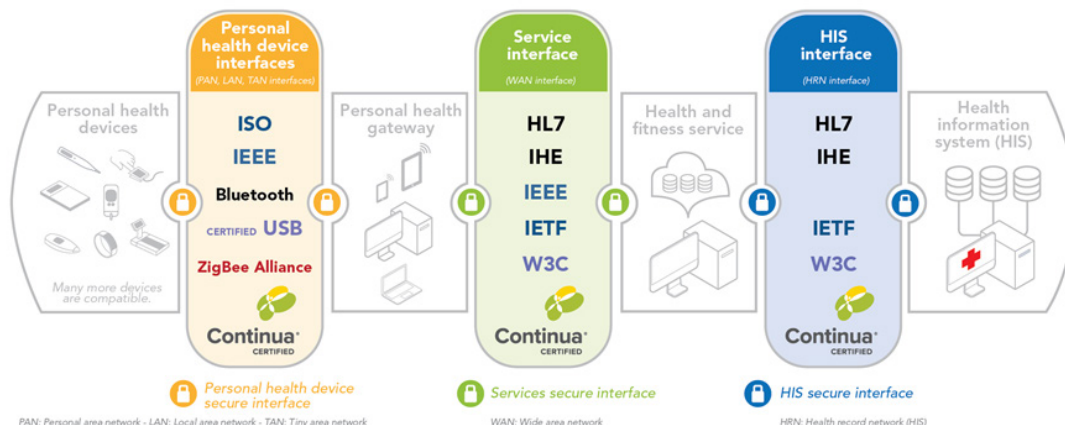 Personal
health device
interfaces
(PAN, LAN, TAN interfaces)
Service
interface
(WAN interface)
HIS
interface
(HRN interface)
Personal health
devices
Many more devices
are compatible.
ISO
IEEE
Bluetooth
CERTIFIED USB
ZigBee Alliance
Continua®
CERTIFIED
Personal health
gateway
HL7
IHE
IEEE
IETF
W3C
Continua®
CERTIFIED
Health and
fitness service
HL7
IHE
IETF
W3C
Continua®
CERTIFIED
Health
information
system (HIS)
Personal health device
secure interface
Services secure interface
HIS secure interface
PAN: Personal area network - LAN: Local area network - TAN: Tiny area network
WAN: Wide area network
HRN: Health record network (HIS)